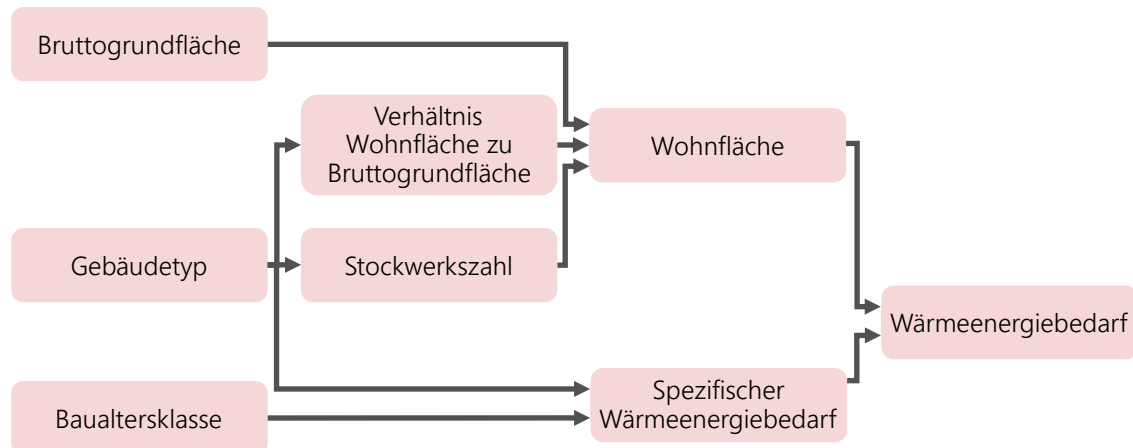 Bruttogrundfläche
Verhältnis
Wohnfläche zu
Bruttogrundfläche
Wohnfläche
Gebäudetyp
Stockwerkszahl
Wärmeenergiebedarf
Spezifischer
Wärmeenergiebedarf
Baualtersklasse